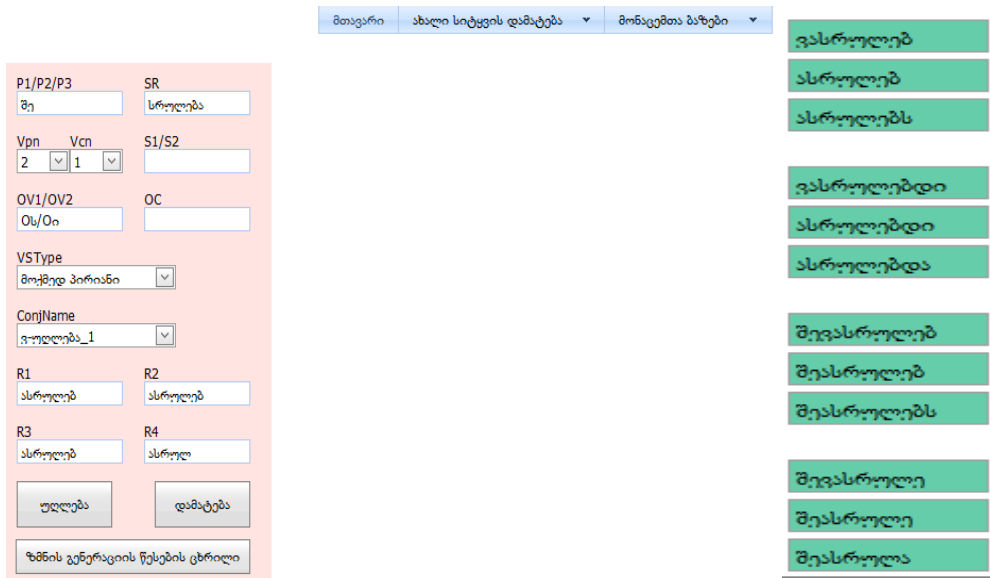 მთავარი ახალი სიტყვის დამატება მონაცემთა ბაზები
P1/P2/P3 SR
შე სრულება
Vpn Vcn S1/S2
2 1
OV1/OV2 OC
Oს/Oი
VSType
მოქმედ პირიანი
ConjName
ვ-უღლება_1
R1 R2
ასრულებ ასრულებ
R3 R4
ასრულებ ასრულ
უღლება დამატება
ზმნის გენერაციის წესების ცხრილი
ვასრულებ
ასრულებ
ასრულებს
ვასრულებდი
ასრულებდი
ასრულებდა
შევასრულებ
შეასრულებ
შეასრულებს
შევასრულე
შეასრულე
შეასრულა